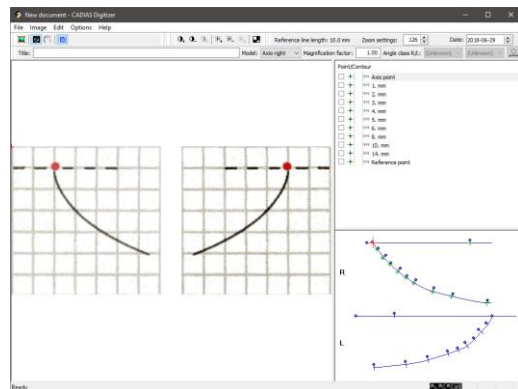 New document - CADIAS Digitizer
File Image Edit Options Help
Reference line length: 10.0 mm Zoom settings: 126 Date: 2018-06-29
Title: Model: Axis right Magnification factor: 1.00 Angle class R/L: (Unknown) (Unknown)
Point/Contour
??? Axis point
??? 1. mm
??? 2. mm
??? 3. mm
??? 4. mm
??? 5. mm
??? 6. mm
??? 8. mm
??? 10. mm
??? 14. mm
??? Reference point
R
L
Ready